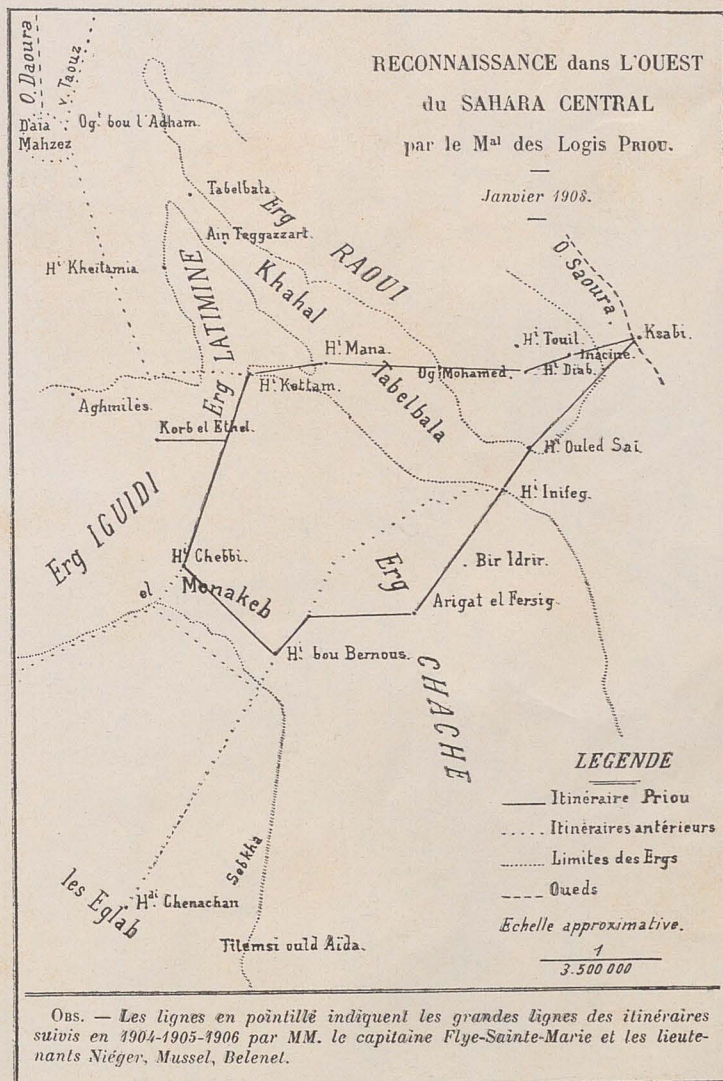 RECONNAISSANCE dans L'OUEST
du SAHARA CENTRAL
par le Mal des Logis PRIOU.
Janvier 1908.
O. Daoura
v. Taouz
Daïa
Mahzez
Ogt bou l'Adham.
Tabelbala
Erg RAOUI
Ain Teggazzart.
Khahal
Tabelbala
Ht Kheitamia
Erg LATIMINE
O. Saoura.
Ksabi.
Ht Touil.
Inacine.
Ht Diab.
Ht Mana.
Ogt Mohamed.
Ht Kettam.
Aghmilès.
Korb el Ethel.
Ht Ouled Saï.
Ht Inifeg.
Erg IGUIDI
Ht Chebbi.
el Menakeb
Erg CHACHE
Bir Idrir.
Arigat el Fersig.
Ht bou Bernous.
les Eglab
Hdi Chenachan
Sebkha
Tilemsi ould Aïda.
LEGENDE
Itinéraire Priou
Itinéraires antérieurs
Limites des Ergs
Oueds
Echelle approximative.
1
3.500 000
OBS. — Les lignes en pointillé indiquent les grandes lignes des itinéraires
suivis en 1904-1905-1906 par MM. le capitaine Flye-Sainte-Marie et les lieute-
nants Niéger, Mussel, Belenet.